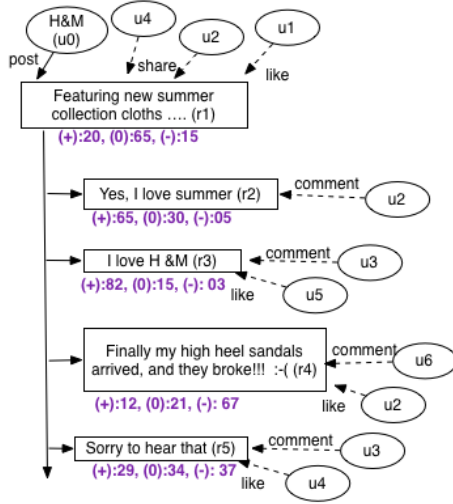 H&M
(u0)
u4
u2
u1
post
share
like
Featuring new summer
collection cloths .... (r1)
(+):20, (0):65, (-):15
Yes, I love summer (r2)
comment
u2
(+):65, (0):30, (-):05
I love H &M (r3)
comment
u3
(+):82, (0):15, (-): 03
like
u5
Finally my high heel sandals
arrived, and they broke!!! :-( (r4)
comment
u6
(+):12, (0):21, (-): 67
like
u2
Sorry to hear that (r5)
comment
u3
(+):29, (0):34, (-): 37
like
u4